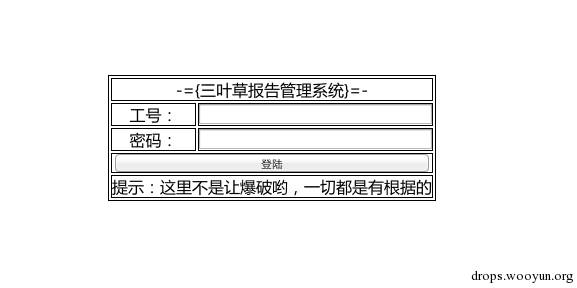 -={三叶草报告管理系统}=-
工号：
密码：
登陆
提示：这里不是让爆破哟，一切都是有根据的
drops.wooyun.org